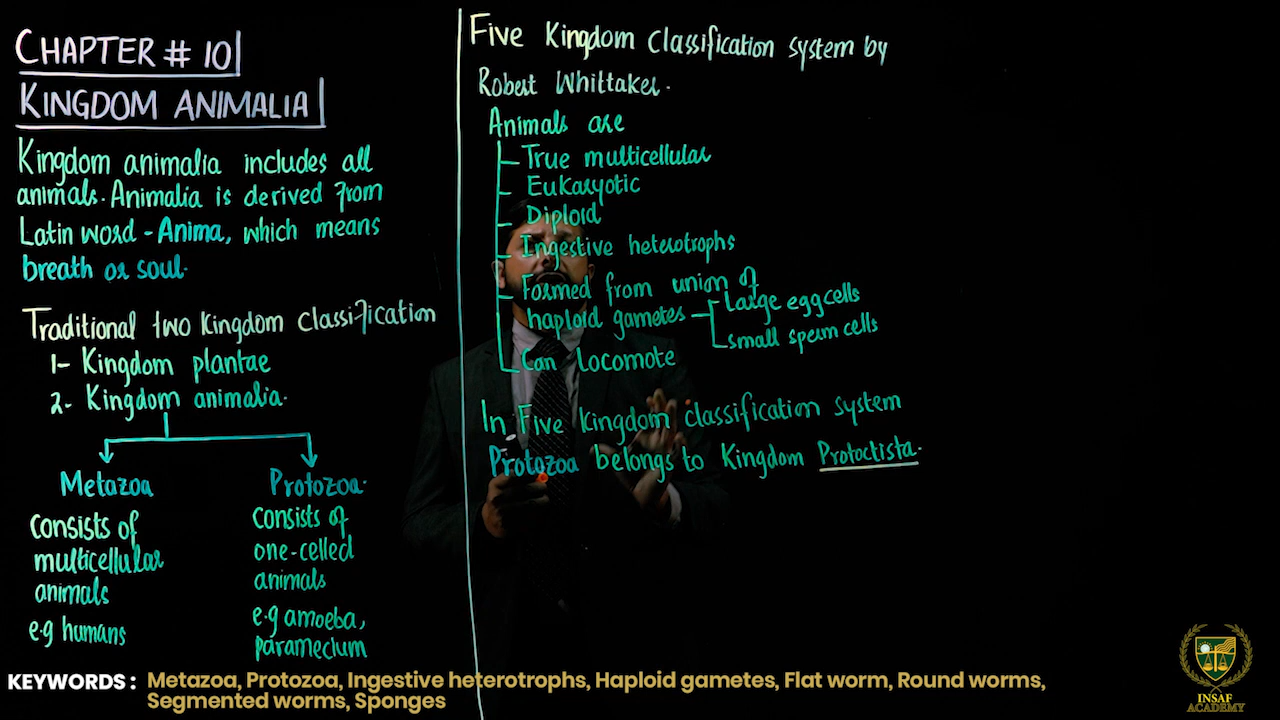 CHAPTER # 10
KINGDOM ANIMALIA
Kingdom animalia includes all
animals. Animalia is derived from
Latin word - Anima, which means
breath or soul.
Traditional two Kingdom Classification
1- Kingdom plantae
2- Kingdom animalia.
Metazoa
consists of
multicellular
animals
e.g humans
Protozoa.
consists of
one-celled
animals
e.g amoeba,
paramecium
Five Kingdom Classification system by
Robert Whittaker.
Animals are
True multicellular
Eukaryotic
Diploid
Ingestive heterotrophs
Formed from union of
haploid gametes
Large egg cells
small sperm cells
Can Locomote
In Five Kingdom classification system
Protozoa belongs to Kingdom Protoctista.
KEYWORDS : Metazoa, Protozoa, Ingestive heterotrophs, Haploid gametes, Flat worm, Round worms,
Segmented worms, Sponges
INSAF
ACADEMY